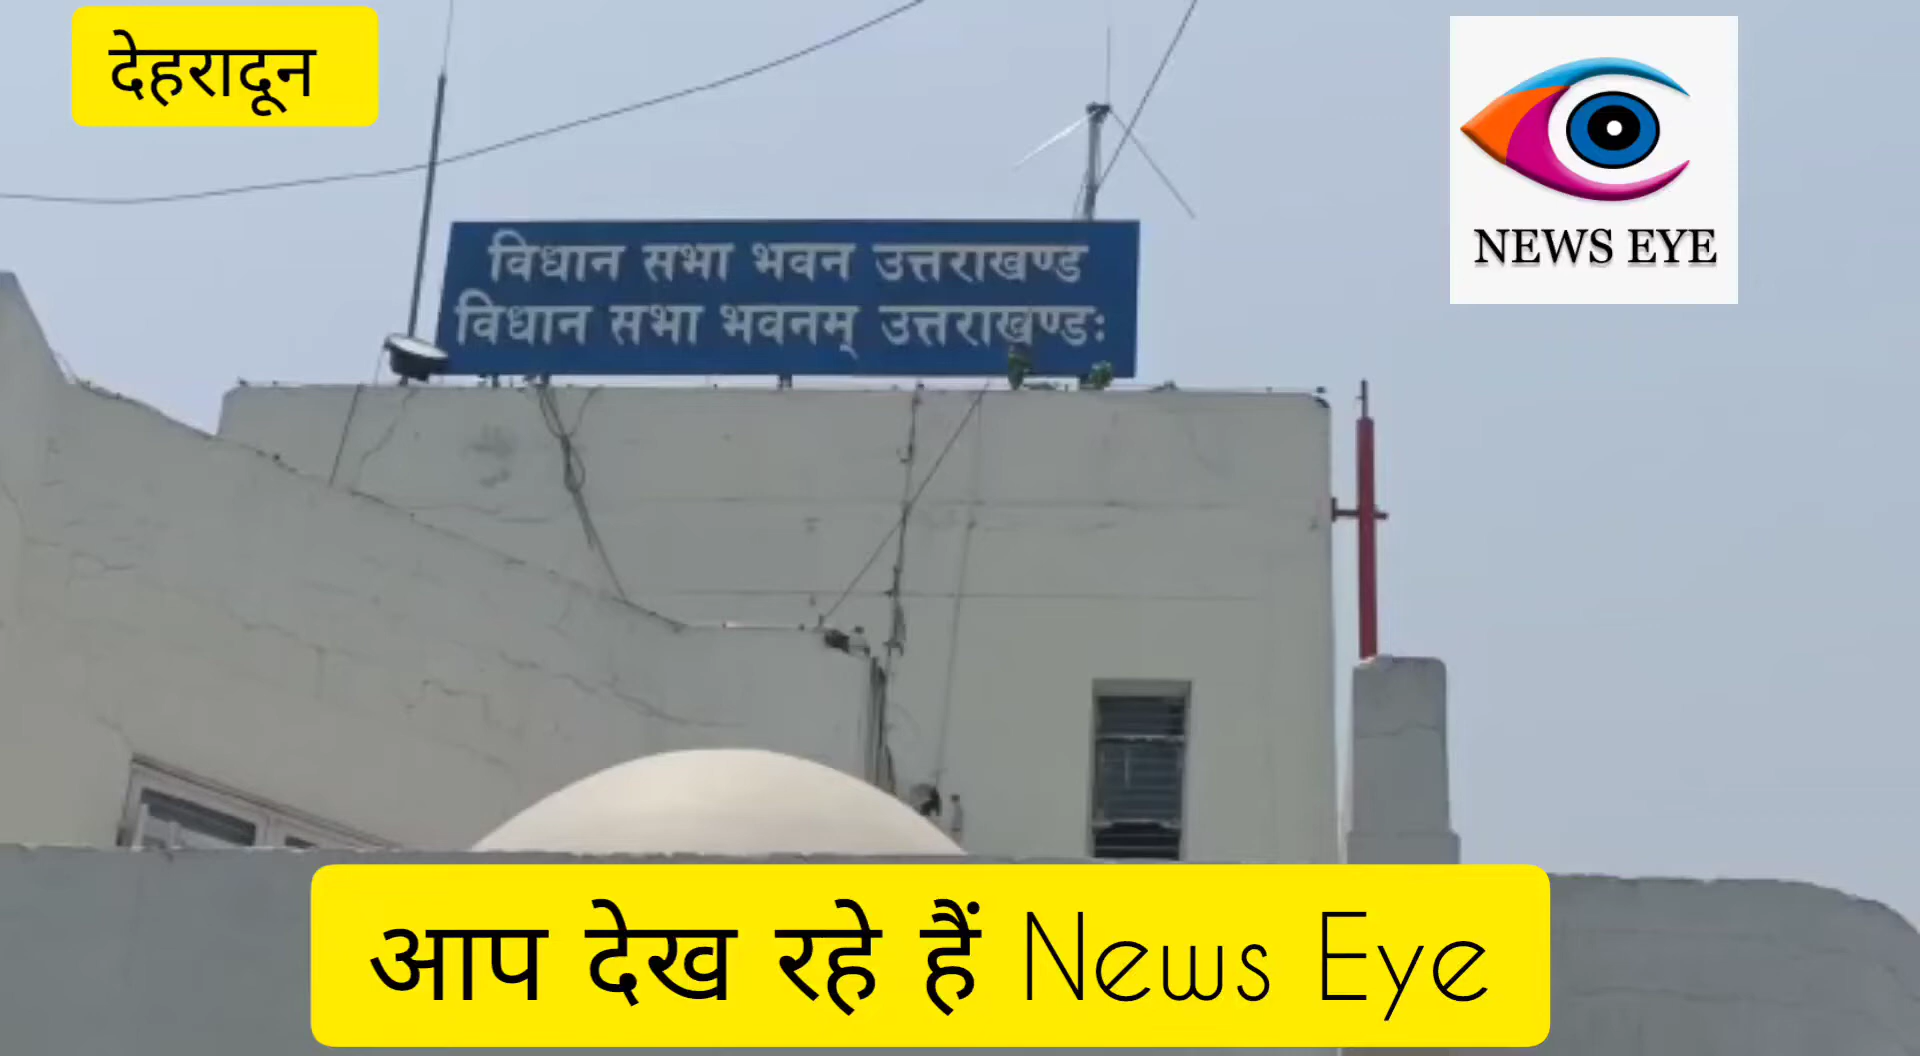 देहरादून
NEWS EYE
विधान सभा भवन उत्तराखण्ड
विधान सभा भवनम् उत्तराखण्डः
आप देख रहे हैं News Eye